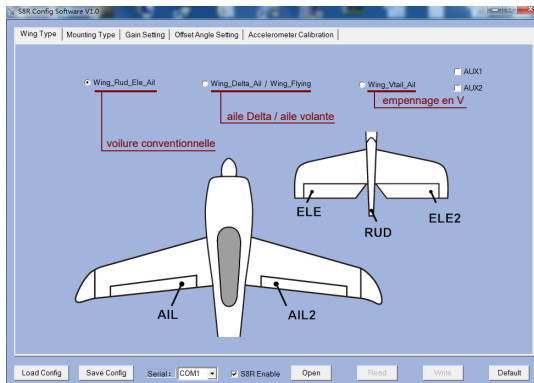 S8R Config Software V1.0
Wing Type Mounting Type Gain Setting Offset Angle Setting Accelerometer Calibration
Wing_Rud_Ele_Ail Wing_Delta_Ail / Wing_Flying Wing_Vtail_Ail AUX1
AUX2
empennage en V
aile Delta / aile volante
voilure conventionnelle
ELE ELE2
RUD
AIL AIL2
Load Config Save Config Serial: COM1 S8R Enable Open Read Write Default